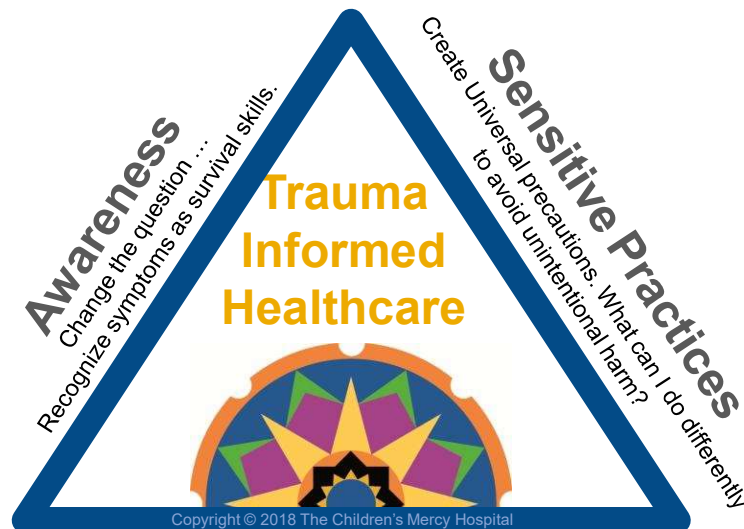 Awareness
Change the question …
Recognize symptoms as survival skills.
Sensitive Practices
Create Universal precautions. What can I do differently
to avoid unintentional harm?
Trauma
Informed
Healthcare
Copyright © 2018 The Children's Mercy Hospital